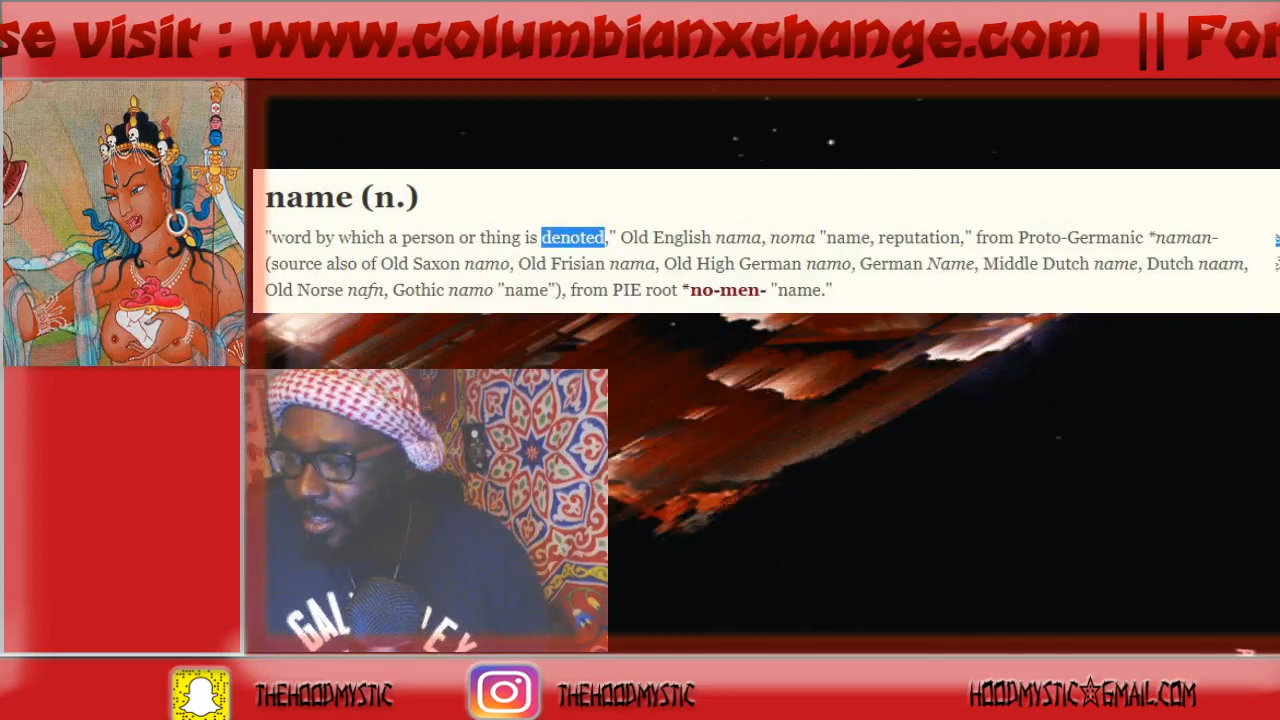 se visit : www.columbianxchange.com || For
name (n.)
"word by which a person or thing is denoted," Old English nama, noma "name, reputation," from Proto-Germanic *naman-
(source also of Old Saxon namo, Old Frisian nama, Old High German namo, German Name, Middle Dutch name, Dutch naam,
Old Norse nafn, Gothic namo "name"), from PIE root *no-men- "name."
THEHOODMYSTIC THEHOODMYSTIC HOODMYSTIC☆GMAIL.COM